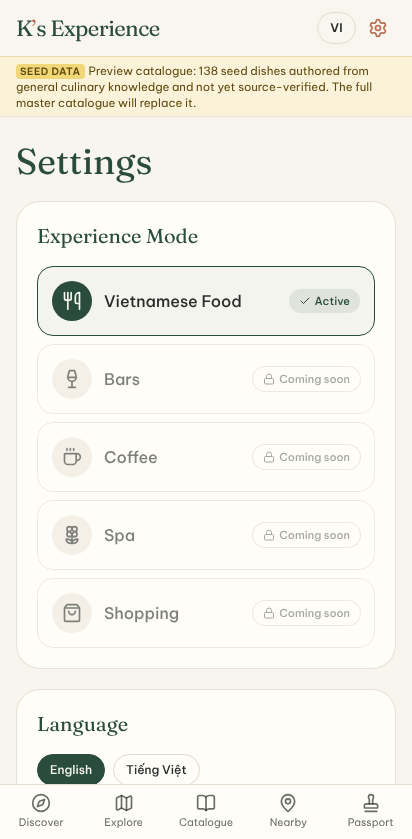 K's Experience
VI
SEED DATA Preview catalogue: 138 seed dishes authored from
general culinary knowledge and not yet source-verified. The full
master catalogue will replace it.
Settings
Experience Mode
Vietnamese Food
Active
Bars
Coming soon
Coffee
Coming soon
Spa
Coming soon
Shopping
Coming soon
Language
English
Tiếng Việt
Discover
Explore
Catalogue
Nearby
Passport